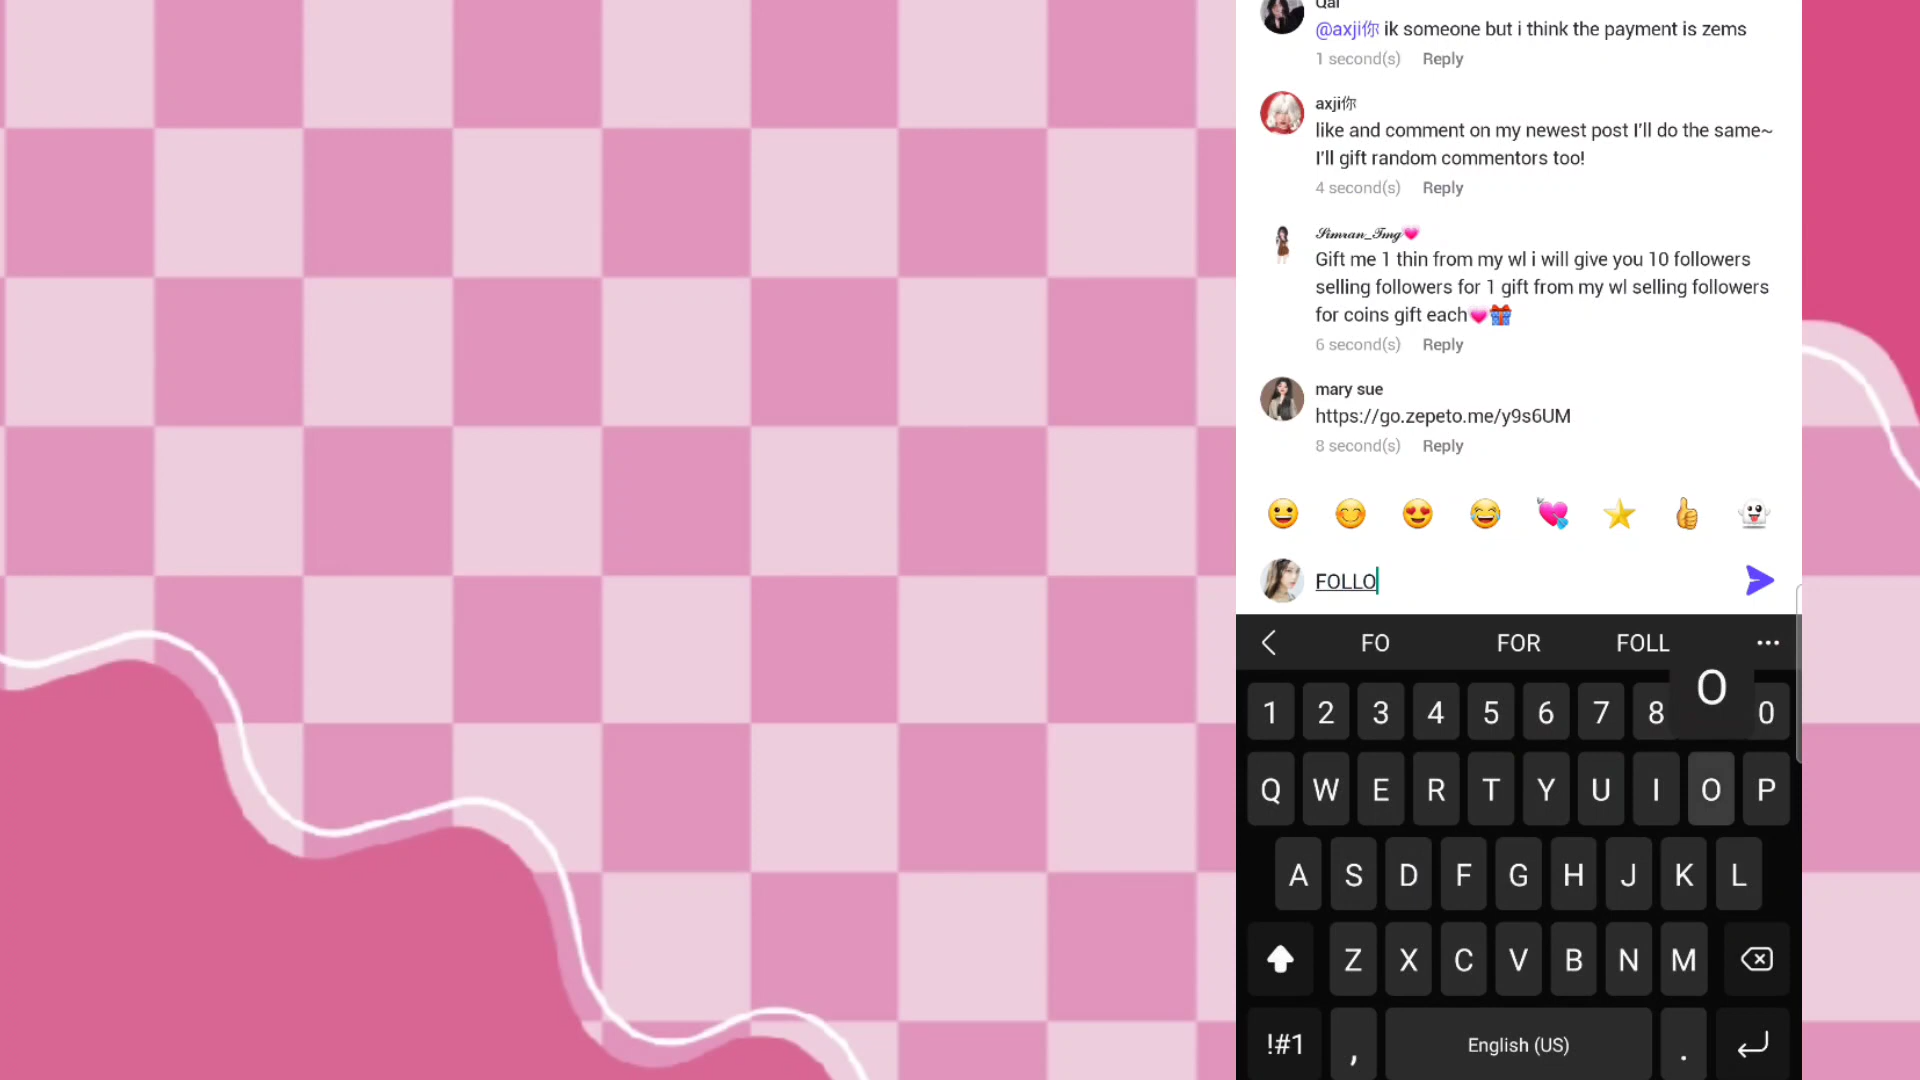 Qai
@axji你 ik someone but i think the payment is zems
1 second(s) Reply
axji你
like and comment on my newest post I'll do the same~
I'll gift random commentors too!
4 second(s) Reply
𝒮𝒾𝓂𝓇𝒶𝓃_𝒯𝓂𝑔💗
Gift me 1 thin from my wl i will give you 10 followers
selling followers for 1 gift from my wl selling followers
for coins gift each💗🎁
6 second(s) Reply
mary sue
https://go.zepeto.me/y9s6UM
8 second(s) Reply
FOLLO
FO FOR FOLL ...
O
1 2 3 4 5 6 7 8 0
Q W E R T Y U I O P
A S D F G H J K L
Z X C V B N M
!#1 , English (US) .